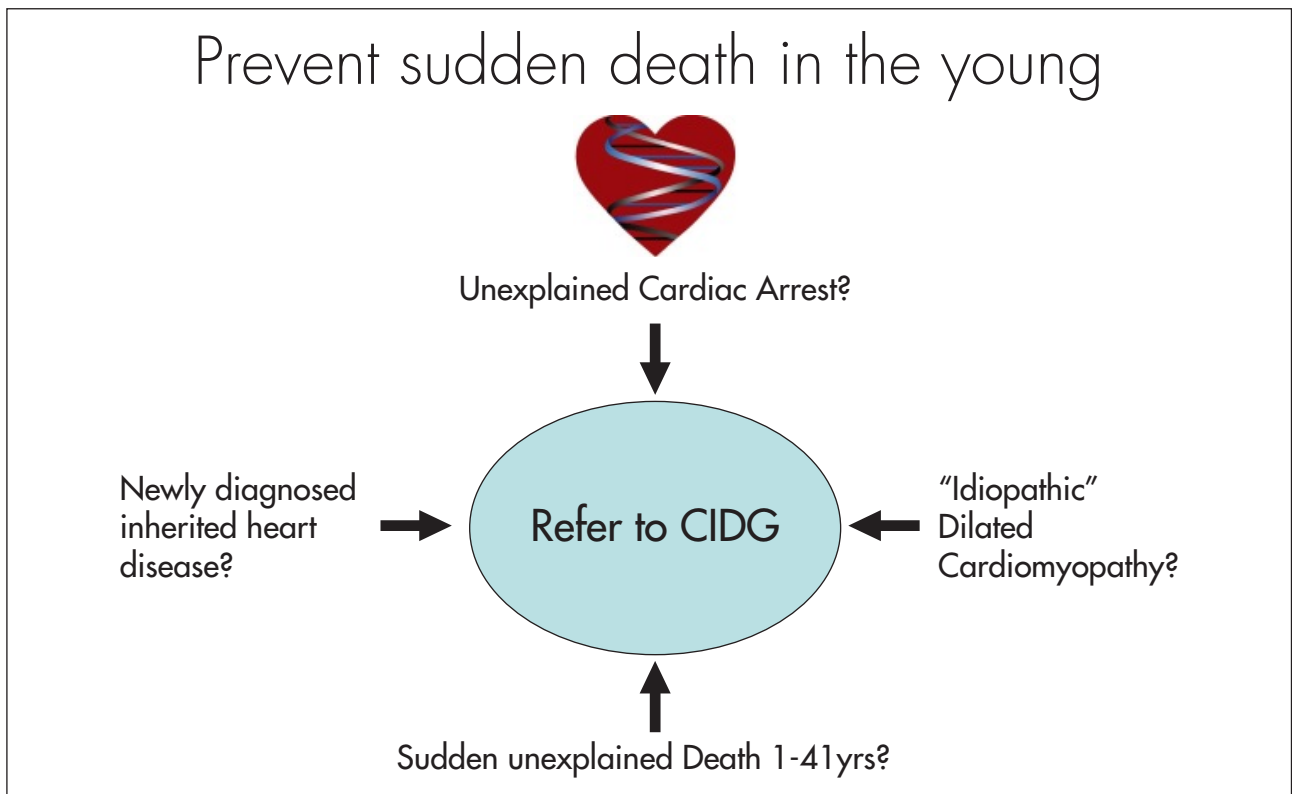 Prevent sudden death in the young
Unexplained Cardiac Arrest?
Newly diagnosed
inherited heart
disease?
Refer to CIDG
“Idiopathic”
Dilated
Cardiomyopathy?
Sudden unexplained Death 1-41yrs?